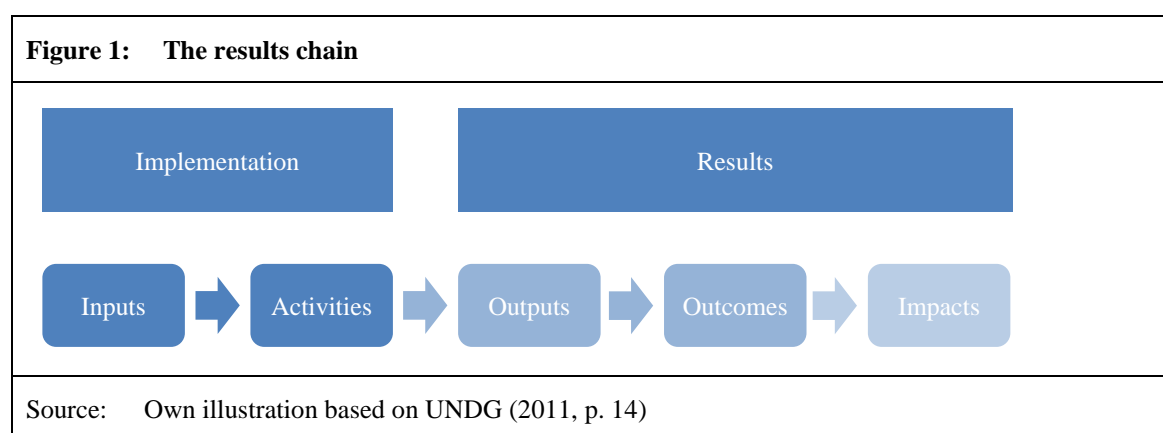 Figure 1: The results chain
Implementation
Results
Inputs
Activities
Outputs
Outcomes
Impacts
Source: Own illustration based on UNDG (2011, p. 14)